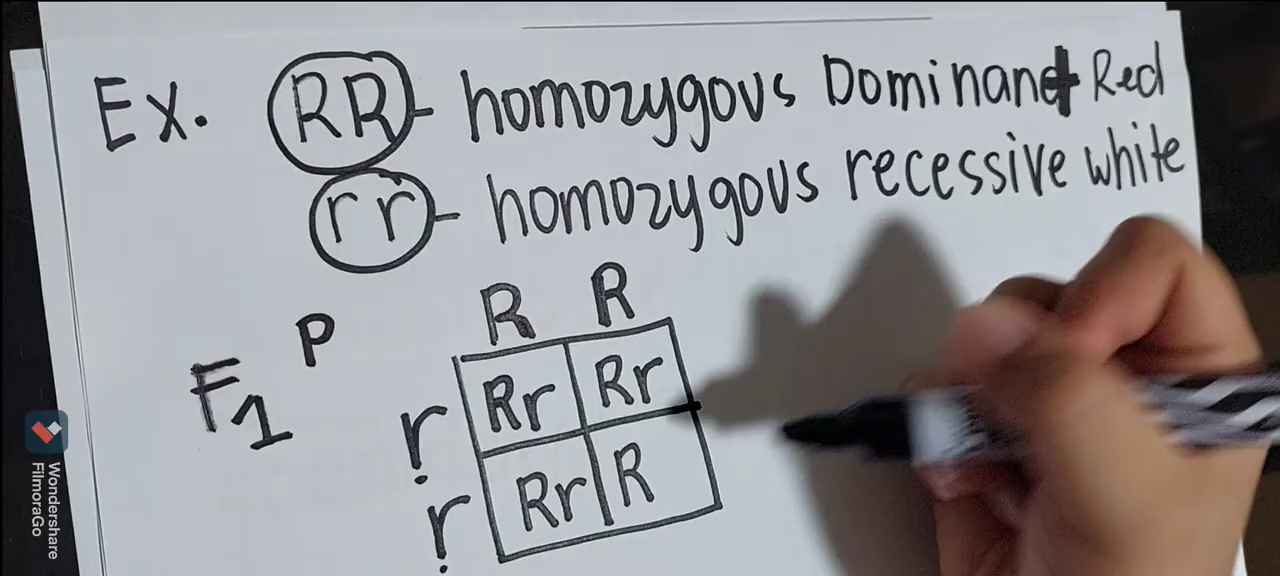 Ex. RR - homozygous Dominant Red
rr - homozygous recessive white
P R R
F1 r Rr Rr
r Rr R
Wondershare
FilmoraGo